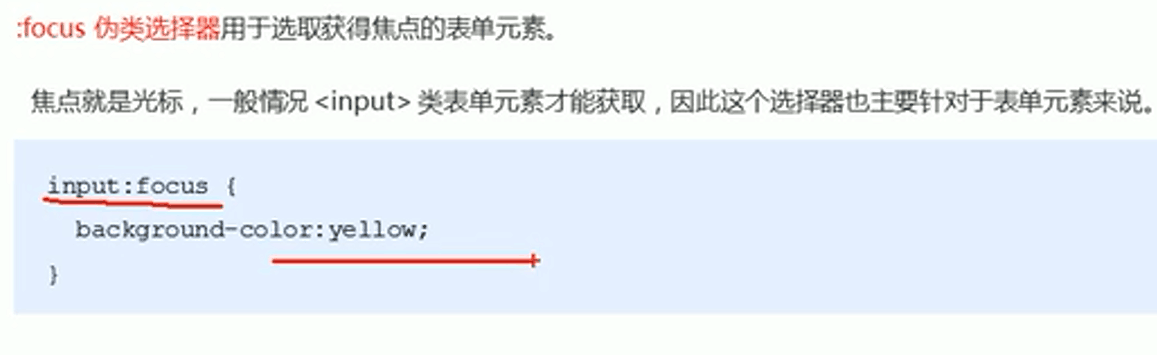 :focus 伪类选择器用于选取获得焦点的表单元素。
焦点就是光标，一般情况 <input> 类表单元素才能获取，因此这个选择器也主要针对于表单元素来说。
input:focus {
background-color:yellow;
}